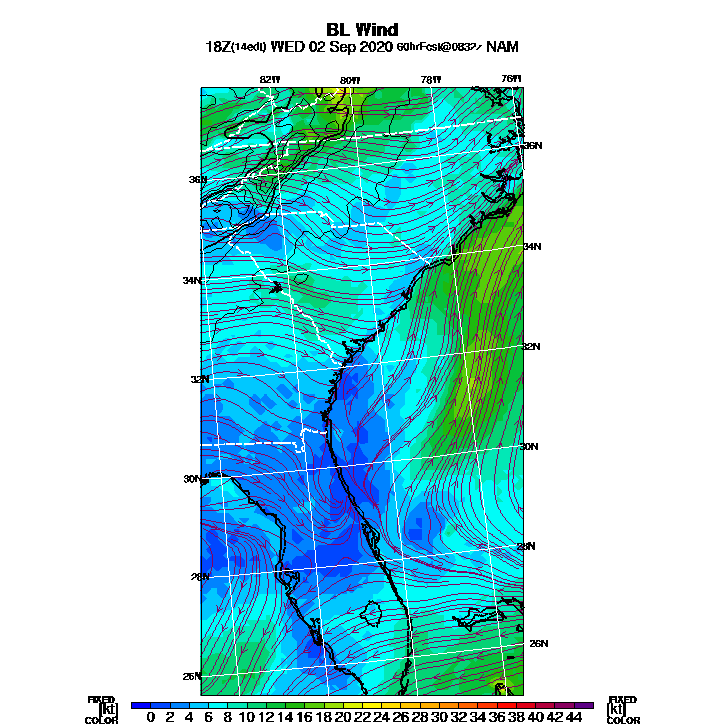 BL Wind
18Z(14edt) WED 02 Sep 2020 60hrFcst@0832z NAM
82W 80W 78W 76W
36N 36N
34N 34N
32N 32N
30N 30N
28N 28N
26N 26N
FIXED FIXED
[kt] 0 2 4 6 8 10 12 14 16 18 20 22 24 26 28 30 32 34 36 38 40 42 44 [kt]
COLOR COLOR